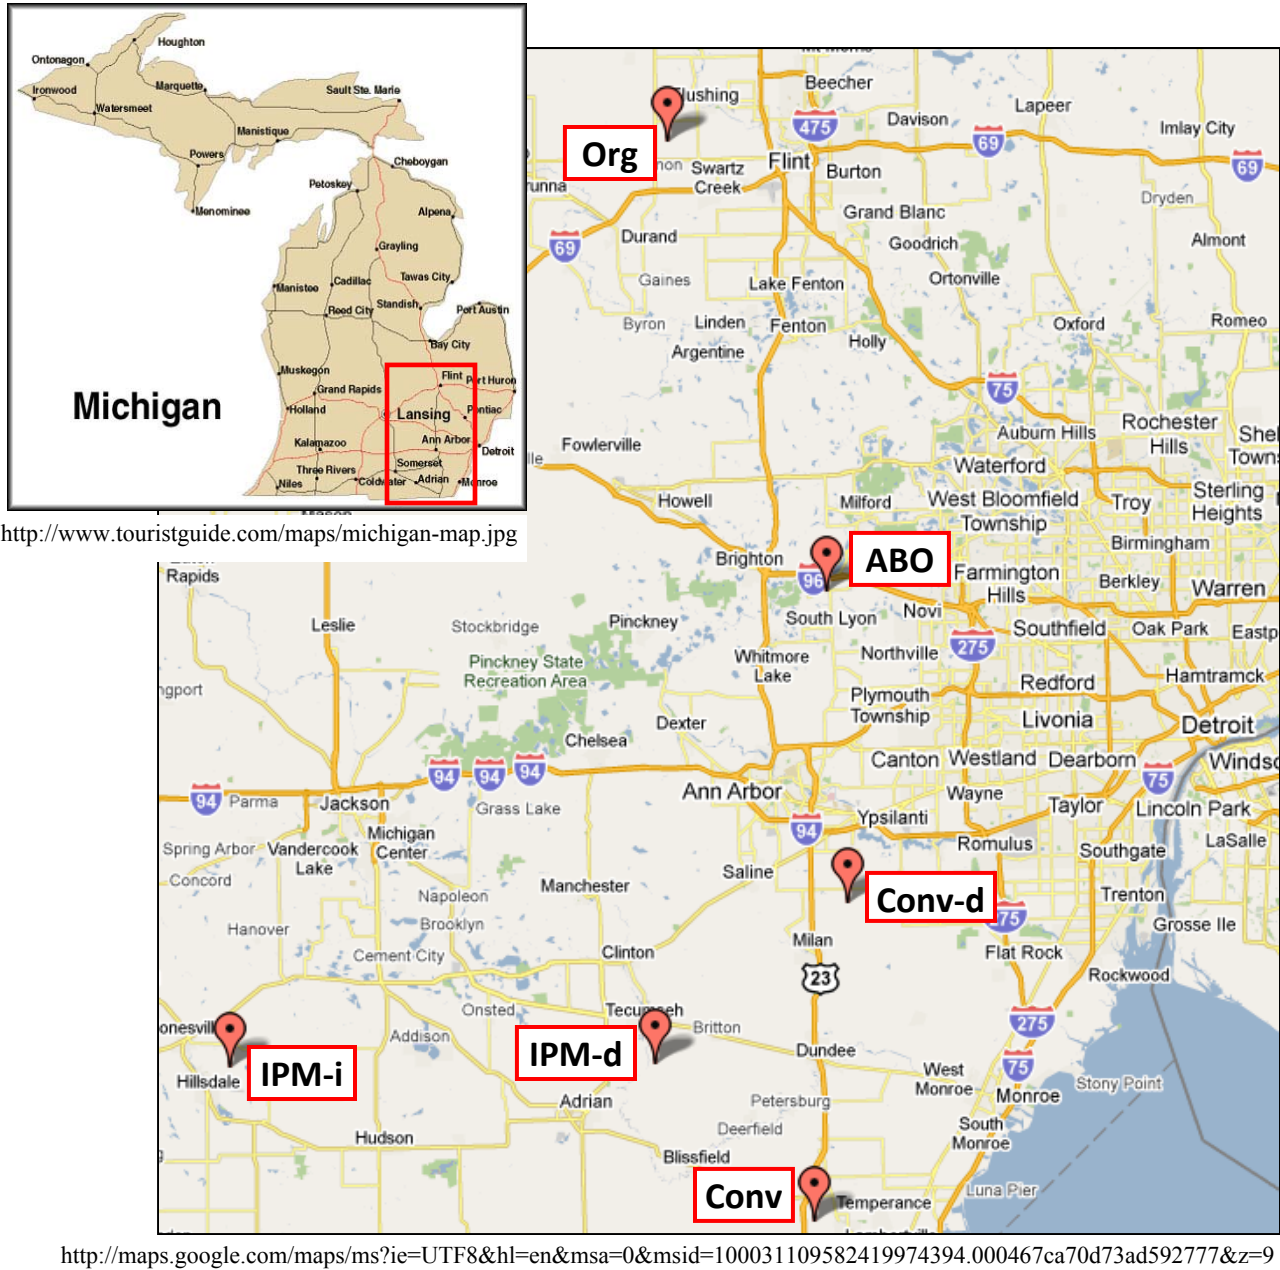 Houghton
Ontonagon
Ironwood
Marquette
Sault Ste. Marie
Watersmeet
Manistique
Powers
Cheboygan
Menominee
Petoskey
Alpena
Grayling
Cadillac
Tawas City
Manistee
Standish
Reed City
Port Austin
Bay City
Muskegon
Flint
Port Huron
Grand Rapids
Michigan
Holland
Lansing
Pontiac
Kalamazoo
Ann Arbor
Detroit
Three Rivers
Somerset
Niles
Coldwater
Adrian
Monroe
http://www.touristguide.com/maps/michigan-map.jpg
Beecher
Flushing
Lapeer
475
Davison
Imlay City
69
Org
Swartz
Creek
Flint
Burton
69
Dryden
Grand Blanc
Durand
69
Goodrich
Almont
Gaines
Lake Fenton
Ortonville
Byron
Linden
Fenton
Oxford
Romeo
Argentine
Holly
75
Fowlerville
Auburn Hills
Rochester
Hills
Waterford
Howell
Milford
West Bloomfield
Township
Troy
Sterling
Heights
Birmingham
Brighton
96
ABO
Farmington
Hills
Berkley
Warren
Rapids
Leslie
Stockbridge
Pinckney
South Lyon
Novi
Southfield
Oak Park
275
Pinckney State
Recreation Area
Whitmore
Lake
Northville
Redford
Hamtramck
Plymouth
Township
Dexter
Livonia
Detroit
Chelsea
Canton
Westland
Dearborn
94
94
94
75
94
Parma
Jackson
Grass Lake
Ann Arbor
Wayne
Taylor
Lincoln Park
Michigan
Center
94
Ypsilanti
Romulus
Southgate
LaSalle
Spring Arbor
Vandercook
Lake
Concord
Saline
Napoleon
Manchester
Conv-d
Trenton
75
Hanover
Brooklyn
Grosse Ile
Cement City
Clinton
Milan
Flat Rock
23
Rockwood
Onsted
Tecumseh
Britton
275
Addison
IPM-d
Dundee
75
Hillsdale
IPM-i
West
Monroe
Monroe
Stony Point
Adrian
Petersburg
Deerfield
South
Monroe
Hudson
Blissfield
Conv
Temperance
Luna Pier
http://maps.google.com/maps/ms?ie=UTF8&hl=en&msa=0&msid=100031109582419974394.000467ca70d73ad592777&z=9